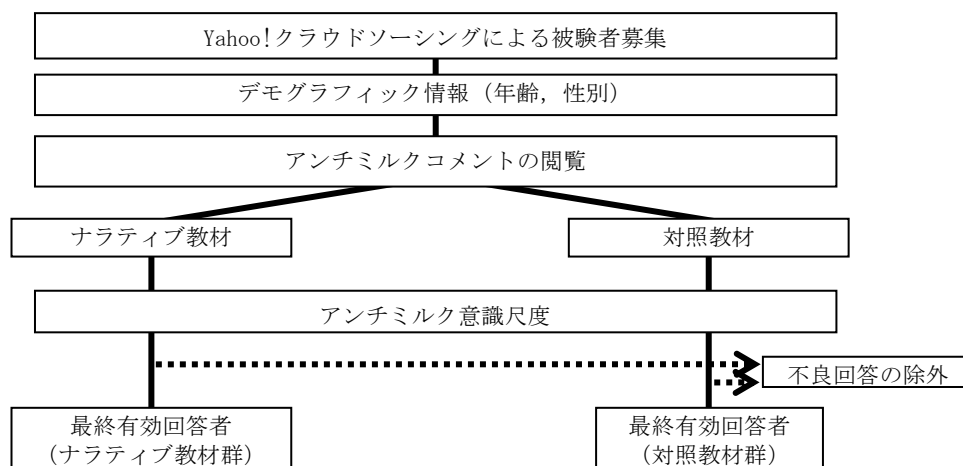 Yahoo!クラウドソーシングによる被験者募集
デモグラフィック情報（年齢，性別）
アンチミルクコメントの閲覧
ナラティブ教材
対照教材
アンチミルク意識尺度
不良回答の除外
最終有効回答者
（ナラティブ教材群）
最終有効回答者
（対照教材群）